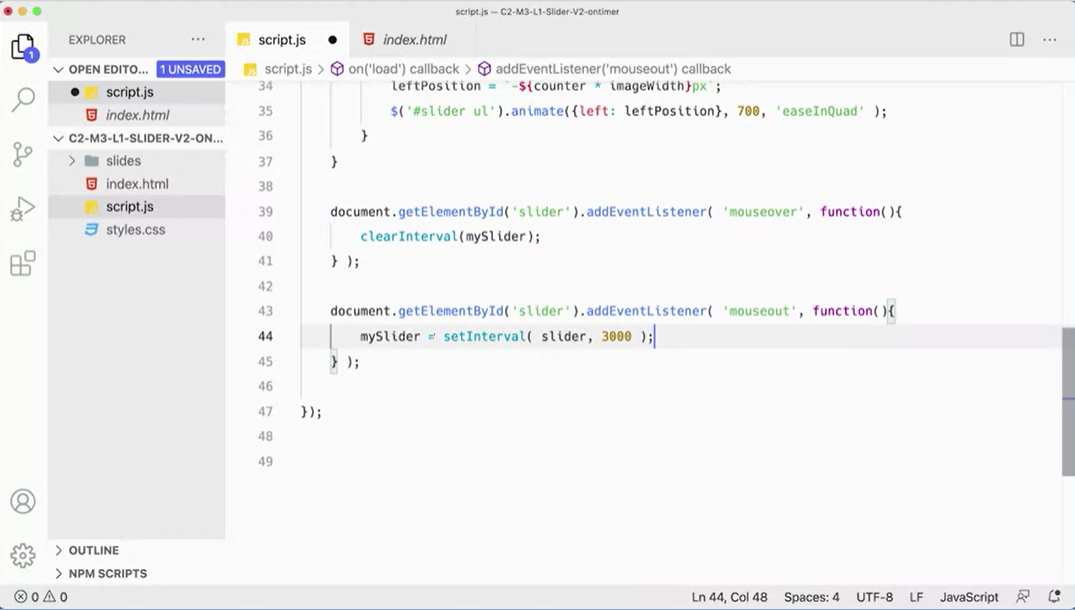 script.js — C2-M3-L1-Slider-V2-ontimer
EXPLORER
script.js
index.html
1
OPEN EDITO... 1 UNSAVED
script.js > on('load') callback > addEventListener('mouseout') callback
script.js
index.html
C2-M3-L1-SLIDER-V2-ON...
slides
index.html
script.js
styles.css
34 leftPosition = `-${counter * imageWidth}px`;
35 $('#slider ul').animate({left: leftPosition}, 700, 'easeInQuad' );
36 }
37 }
38
39 document.getElementById('slider').addEventListener( 'mouseover', function(){
40 clearInterval(mySlider);
41 } );
42
43 document.getElementById('slider').addEventListener( 'mouseout', function(){
44 mySlider = setInterval( slider, 3000 );
45 } );
46
47 });
48
49
OUTLINE
NPM SCRIPTS
0 0 Ln 44, Col 48 Spaces: 4 UTF-8 LF JavaScript